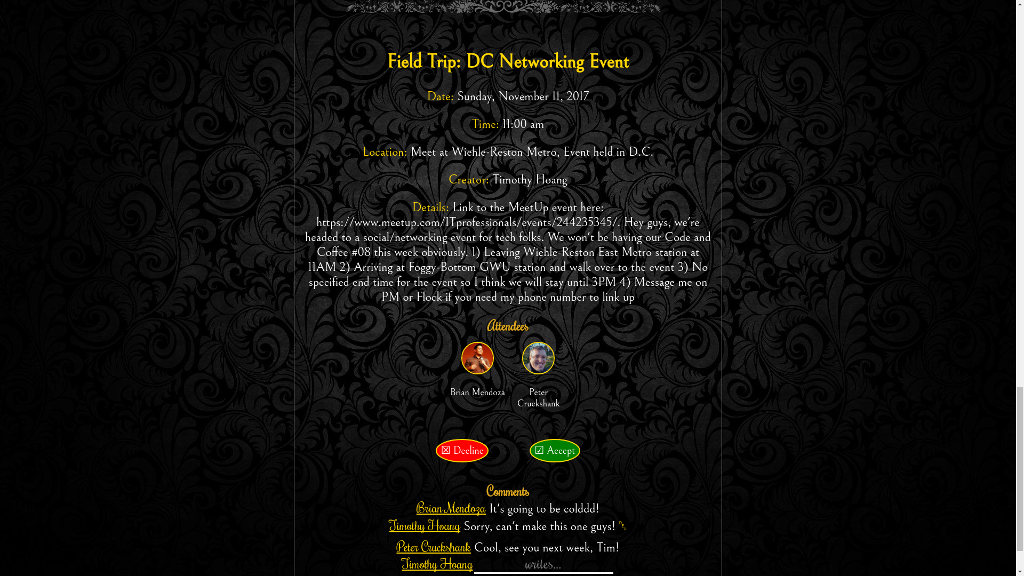 Field Trip: DC Networking Event
Date: Sunday, November 11, 2017
Time: 11:00 am
Location: Meet at Wiehle-Reston Metro, Event held in D.C.
Creator: Timothy Hoang
Details: Link to the MeetUp event here:
https://www.meetup.com/ITprofessionals/events/244235345/. Hey guys, we're
headed to a social/networking event for tech folks. We won't be having our Code and
Coffee #08 this week obviously. 1) Leaving Wiehle-Reston East Metro station at
11AM 2) Arriving at Foggy-Bottom GWU station and walk over to the event 3) No
specified end time for the event so I think we will stay until 3PM 4) Message me on
PM or Flock if you need my phone number to link up
Attendees
Brian Mendoza
Peter
Cruckshank
☒ Decline
☑ Accept
Comments
Brian Mendoza It's going to be colddd!
Timothy Hoang Sorry, can't make this one guys!
Peter Cruckshank Cool, see you next week, Tim!
Timothy Hoang writes...